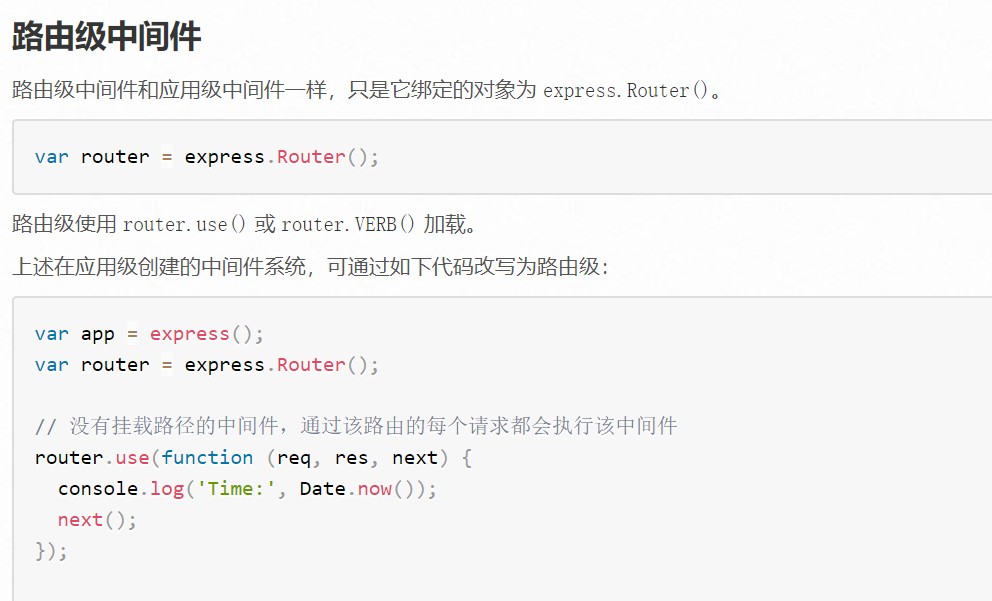 路由级中间件
路由级中间件和应用级中间件一样，只是它绑定的对象为 express.Router()。
var router = express.Router();
路由级使用 router.use() 或 router.VERB() 加载。
上述在应用级创建的中间件系统，可通过如下代码改写为路由级：
var app = express();
var router = express.Router();
// 没有挂载路径的中间件，通过该路由的每个请求都会执行该中间件
router.use(function (req, res, next) {
  console.log('Time:', Date.now());
  next();
});